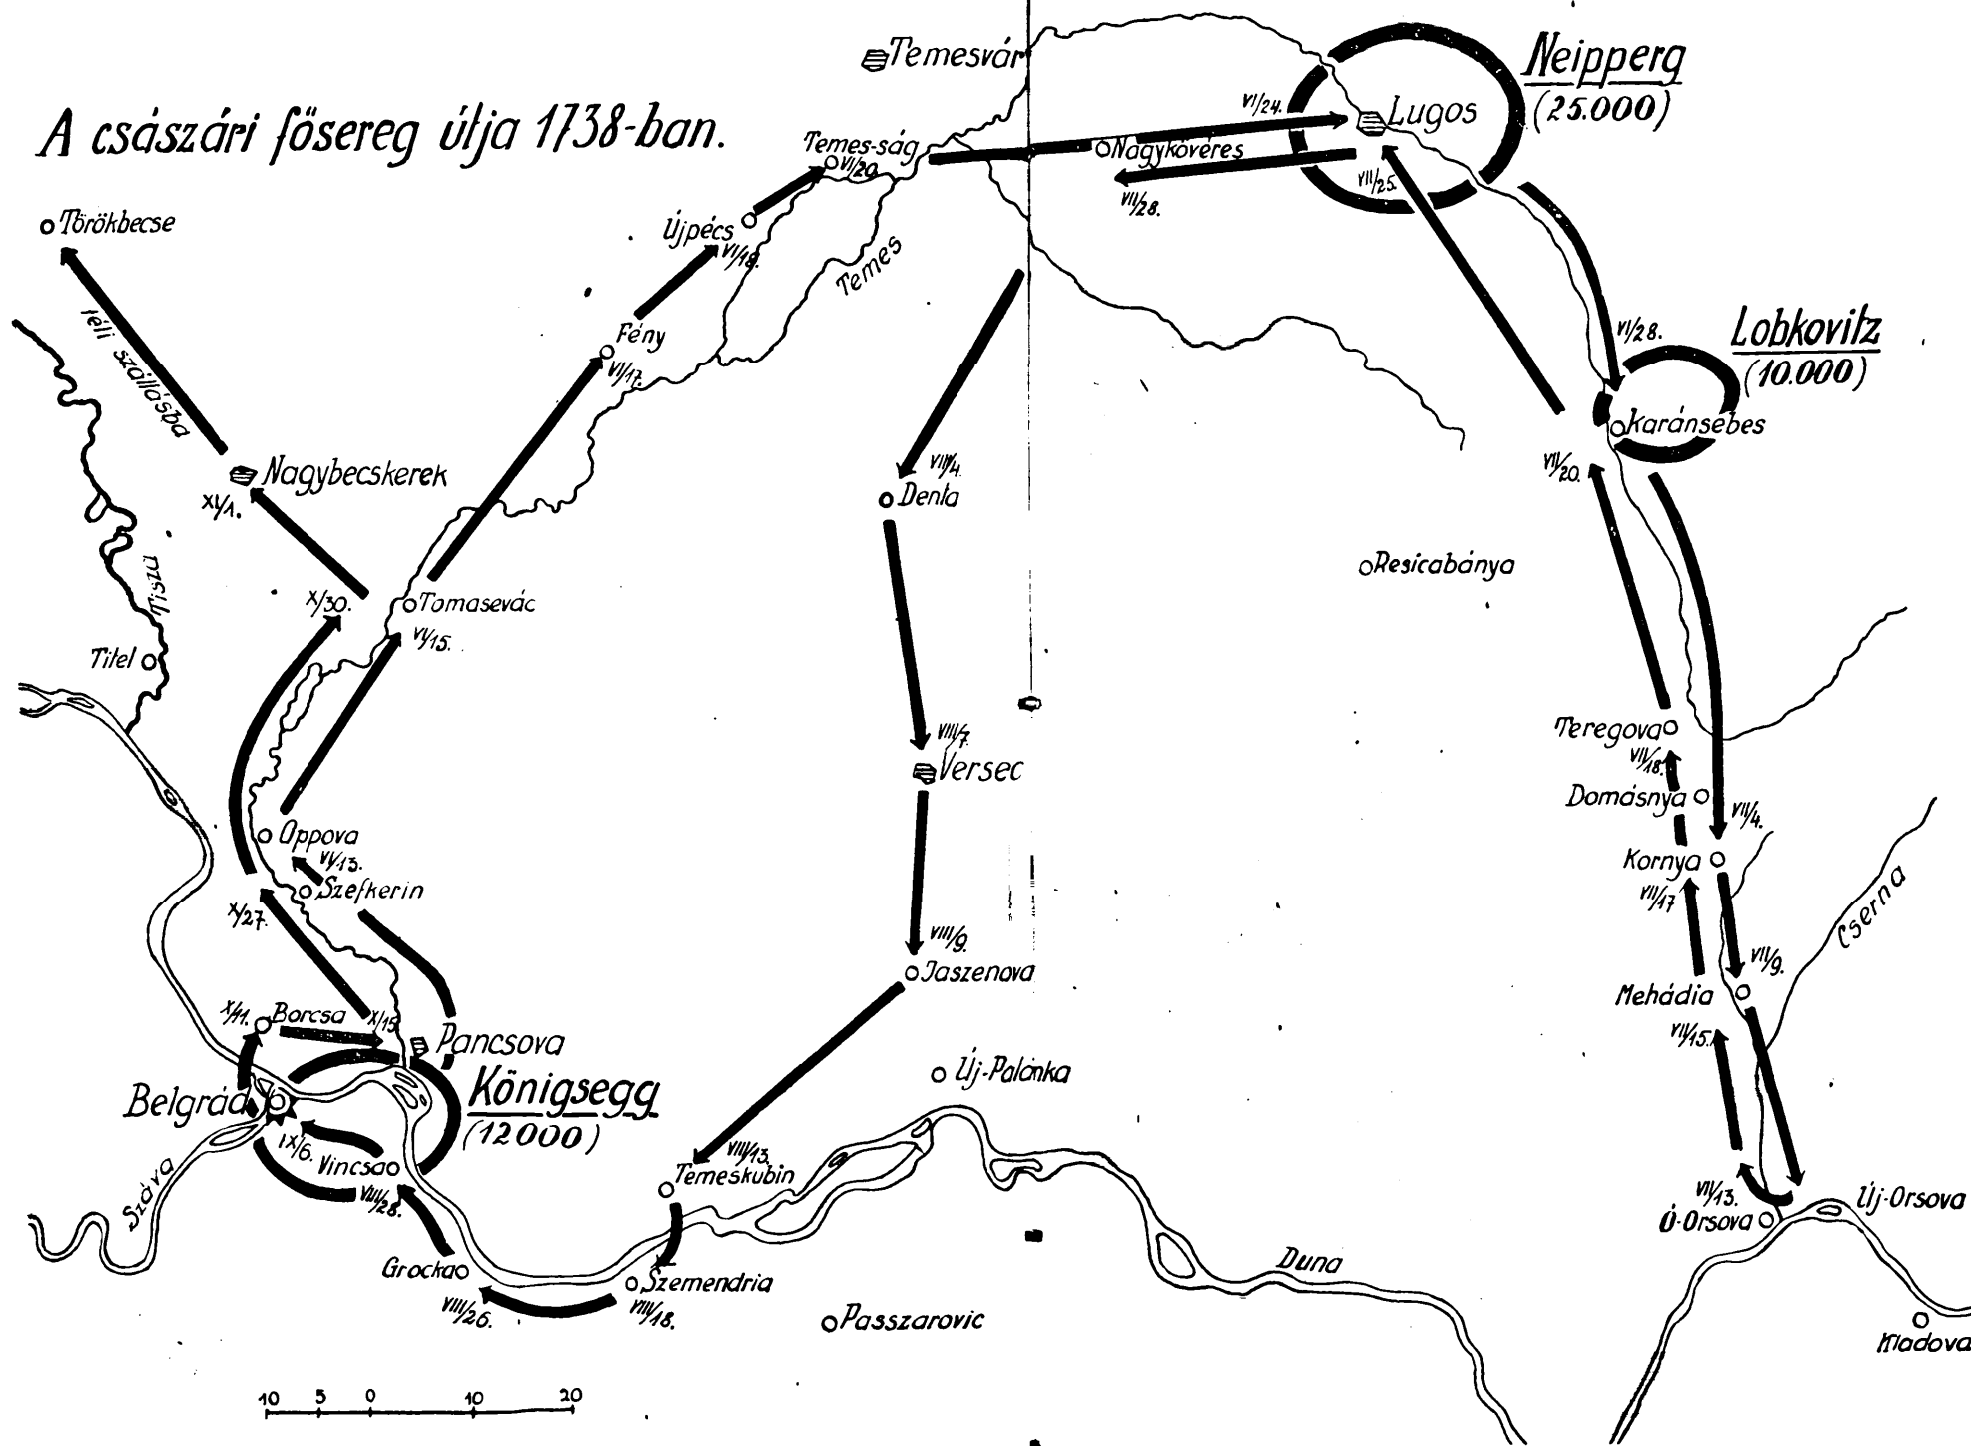 A császári fősereg útja 1738-ban.
Temesvár
Neipperg
(25.000)
Lugos
VI/24.
Temes-ság
VI/20.
Nagykövéres
VII/25.
VII/28.
Törökbecse
Újpécs
VI/18.
Temes
téli szállásba
Fény
VI/17.
VI/28.
Lobkovitz
(10.000)
Karánsebes
VII/20.
Nagybecskerek
XI/1.
VIII/4.
Denta
Resicabánya
Tisza
X/30.
Tomasevác
VI/15.
Titel
Teregova
VII/18.
VIII/7.
Versec
Domásnya
VII/4.
Oppova
VI/13.
Szefkerin
Kornya
VII/17
X/27.
Cserna
VIII/9.
Jaszenova
VII/9.
Mehádia
VII/15.
X/11.
Borcsa
X/15
Pancsova
Új-Palánka
Belgrád
Königsegg
(12000)
IX/6.
Vincsa
VIII/28.
VIII/13.
Temeskubin
Száva
VII/13.
Ó-Orsova
Új-Orsova
Grocka
VIII/26.
Szemendria
VIII/18.
Duna
Passzarovic
Kladova
10 5 0 10 20